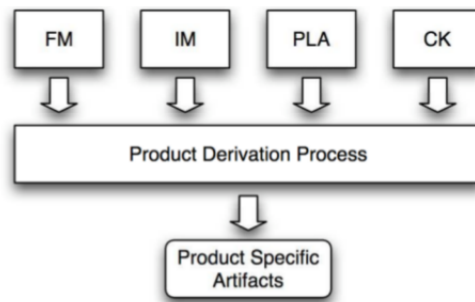 FM
IM
PLA
CK
Product Derivation Process
Product Specific
Artifacts